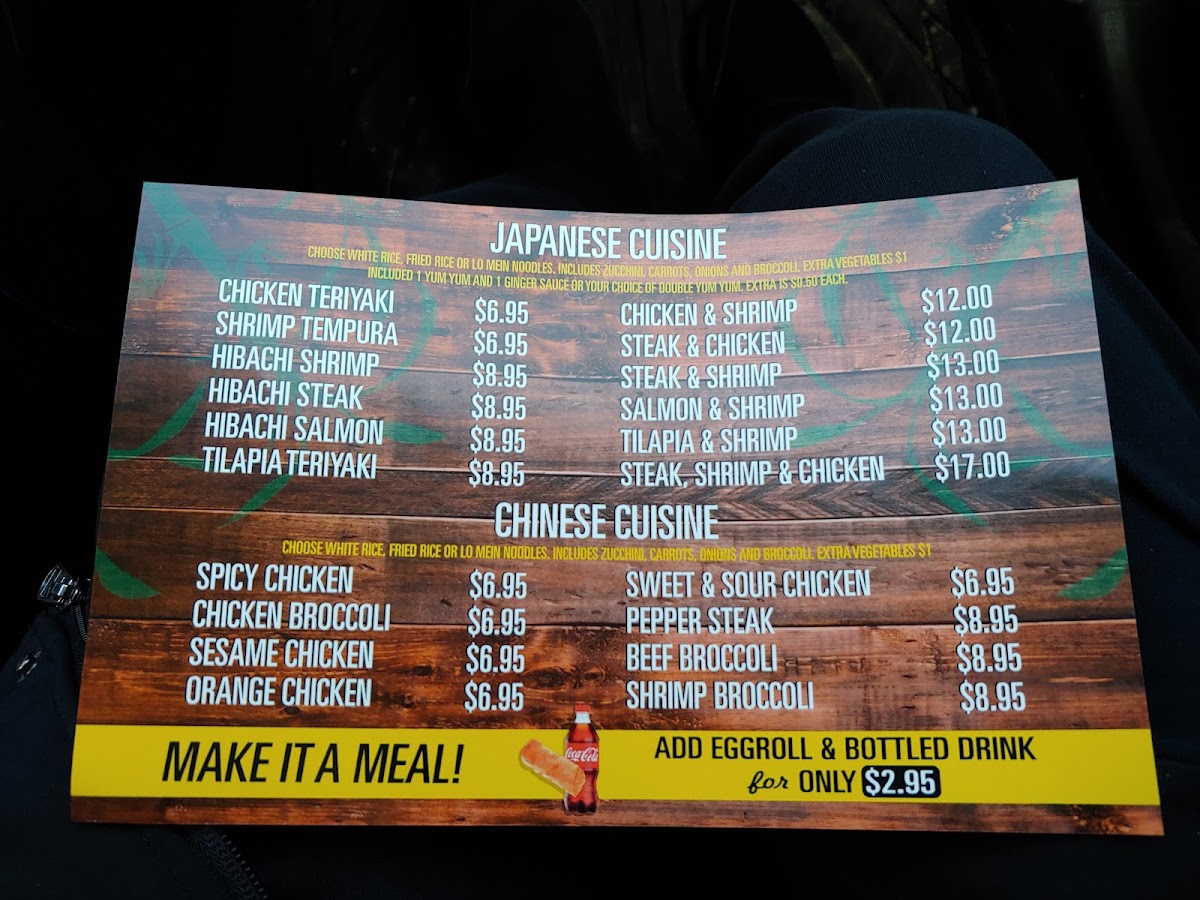 JAPANESE CUISINE
CHOOSE WHITE RICE, FRIED RICE OR LO MEIN NOODLES. INCLUDES ZUCCHINI, CARROTS, ONIONS AND BROCCOLI. EXTRA VEGETABLES $1
INCLUDED 1 YUM YUM AND 1 GINGER SAUCE OR YOUR CHOICE OF DOUBLE YUM YUM. EXTRA IS $0.50 EACH.
CHICKEN TERIYAKI $6.95 CHICKEN & SHRIMP $12.00
SHRIMP TEMPURA $6.95 STEAK & CHICKEN $12.00
HIBACHI SHRIMP $8.95 STEAK & SHRIMP $13.00
HIBACHI STEAK $8.95 SALMON & SHRIMP $13.00
HIBACHI SALMON $8.95 TILAPIA & SHRIMP $13.00
TILAPIA TERIYAKI $8.95 STEAK, SHRIMP & CHICKEN $17.00
CHINESE CUISINE
CHOOSE WHITE RICE, FRIED RICE OR LO MEIN NOODLES. INCLUDES ZUCCHINI, CARROTS, ONIONS AND BROCCOLI. EXTRA VEGETABLES $1
SPICY CHICKEN $6.95 SWEET & SOUR CHICKEN $6.95
CHICKEN BROCCOLI $6.95 PEPPER STEAK $8.95
SESAME CHICKEN $6.95 BEEF BROCCOLI $8.95
ORANGE CHICKEN $6.95 SHRIMP BROCCOLI $8.95
MAKE IT A MEAL!
Coca-Cola
ADD EGGROLL & BOTTLED DRINK
for ONLY $2.95